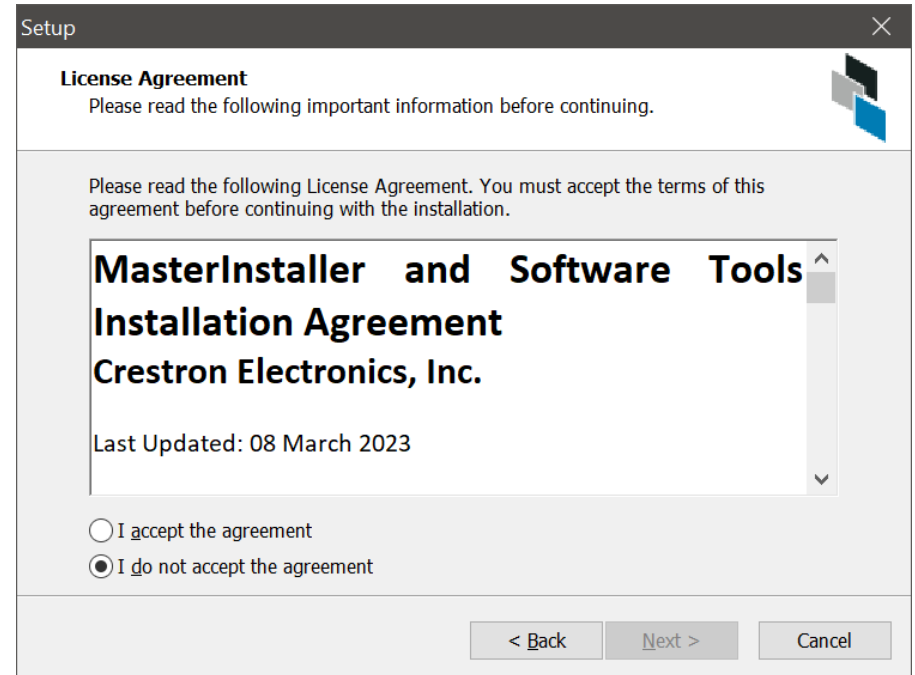 Setup
License Agreement
Please read the following important information before continuing.
Please read the following License Agreement. You must accept the terms of this
agreement before continuing with the installation.
MasterInstaller and Software Tools
Installation Agreement
Crestron Electronics, Inc.
Last Updated: 08 March 2023
I accept the agreement
I do not accept the agreement
< Back Next > Cancel